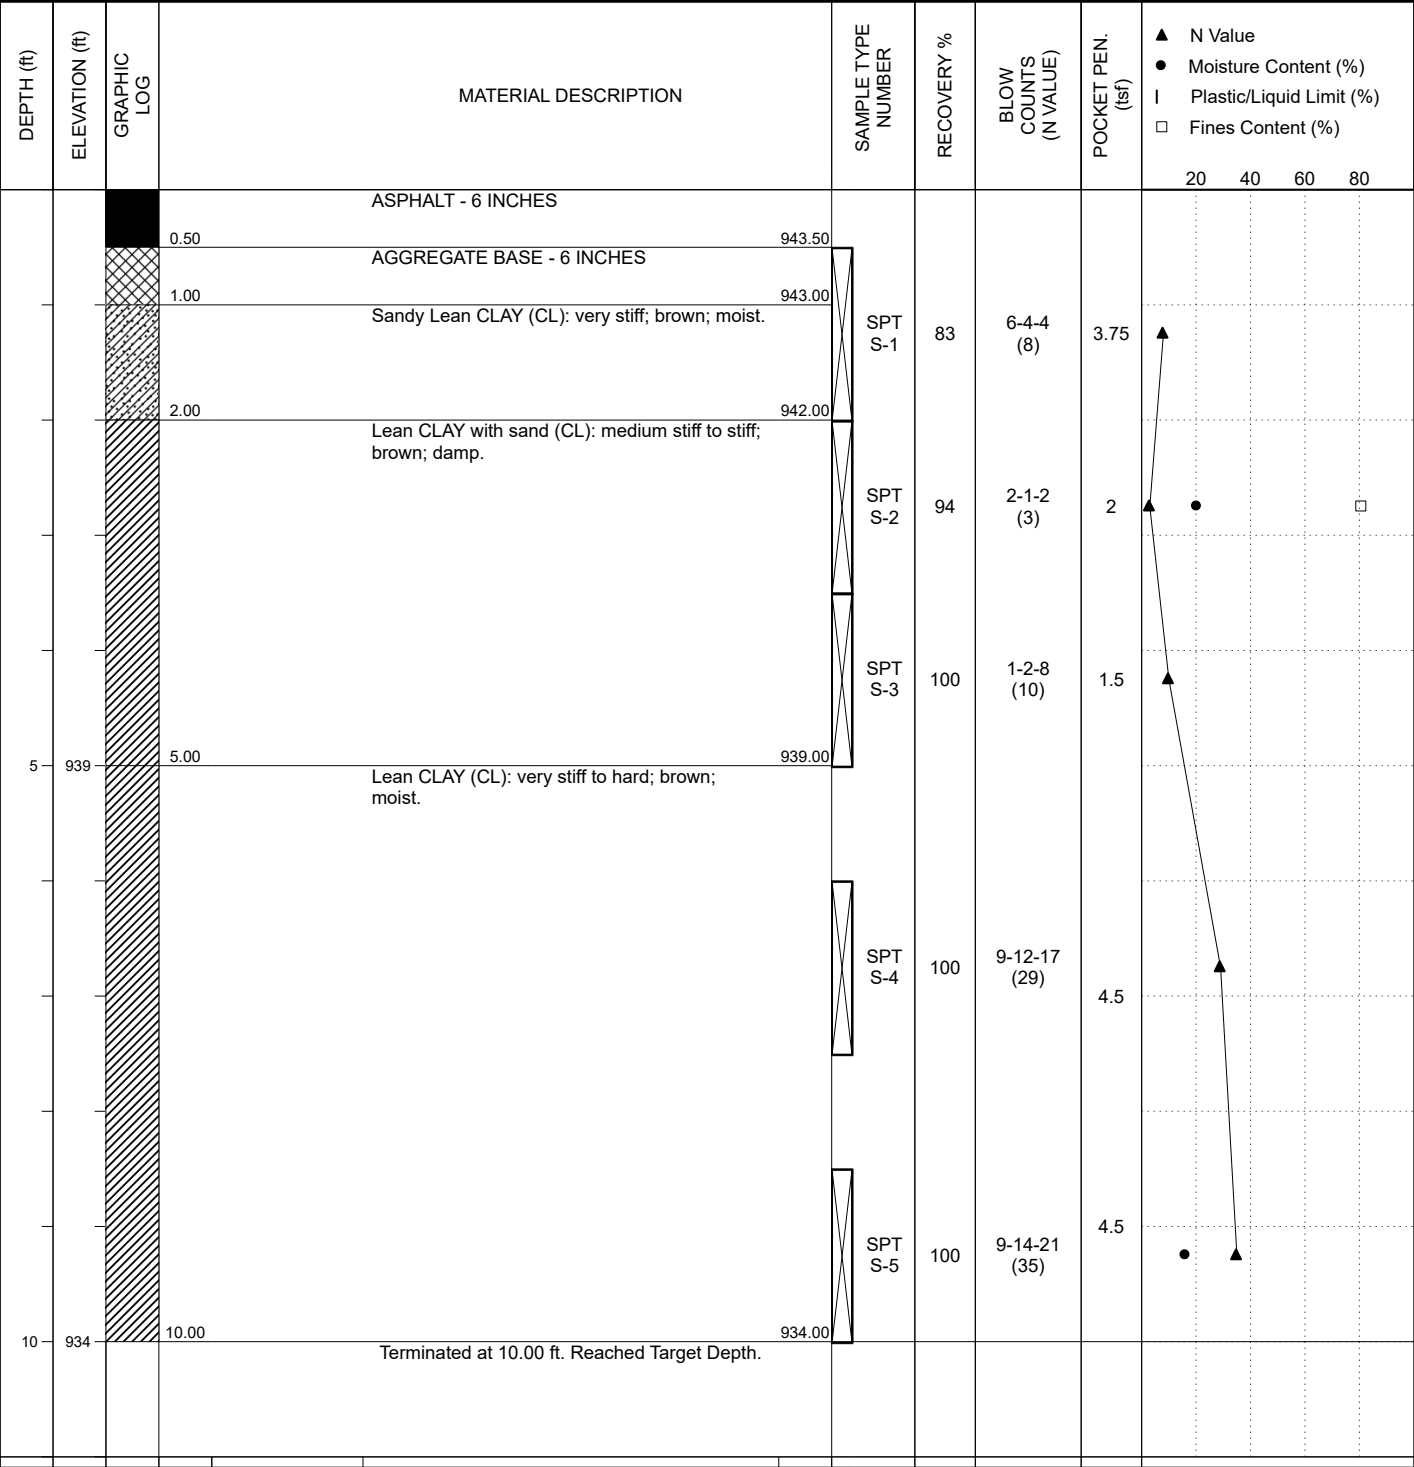 DEPTH (ft)
ELEVATION (ft)
GRAPHIC
LOG
MATERIAL DESCRIPTION
SAMPLE TYPE
NUMBER
RECOVERY %
BLOW
COUNTS
(N VALUE)
POCKET PEN.
(tsf)
N Value
Moisture Content (%)
Plastic/Liquid Limit (%)
Fines Content (%)
20 40 60 80
ASPHALT - 6 INCHES
0.50 943.50
AGGREGATE BASE - 6 INCHES
1.00 943.00
Sandy Lean CLAY (CL): very stiff; brown; moist.
SPT
S-1
83
6-4-4
(8)
3.75
2.00 942.00
Lean CLAY with sand (CL): medium stiff to stiff;
brown; damp.
SPT
S-2
94
2-1-2
(3)
2
SPT
S-3
100
1-2-8
(10)
1.5
5 939 5.00 939.00
Lean CLAY (CL): very stiff to hard; brown;
moist.
SPT
S-4
100
9-12-17
(29)
4.5
SPT
S-5
100
9-14-21
(35)
4.5
10 934 10.00 934.00
Terminated at 10.00 ft. Reached Target Depth.